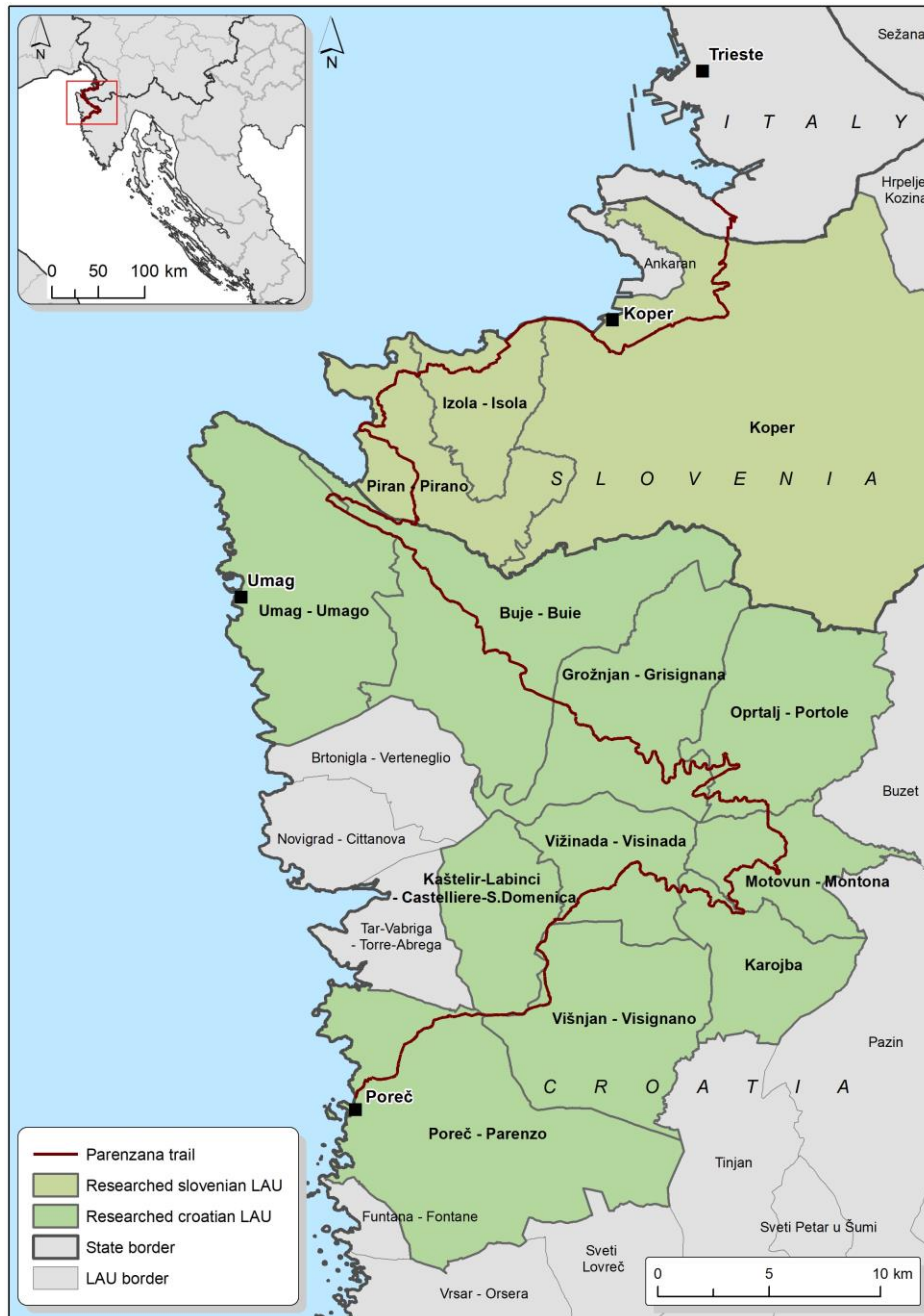 N
N
0 50 100 km
Trieste
Sežana
I T A L Y
Hrpelje
Kozina
Ankaran
Koper
Izola - Isola
Koper
S L O V E N I A
Piran - Pirano
Umag
Umag - Umago
Buje - Buie
Grožnjan - Grisignana
Oprtalj - Portole
Brtonigla - Verteneglio
Buzet
Novigrad - Cittanova
Vižinada - Visinada
Kaštelir-Labinci
- Castelliere-S.Domenica
Motovun - Montona
Tar-Vabriga
- Torre-Abrega
Karojba
Višnjan - Visignano
Pazin
C R O A T I A
Poreč
Poreč - Parenzo
Tinjan
Funtana - Fontane
Sveti Petar u Šumi
Sveti
Lovreč
Vrsar - Orsera
Parenzana trail
Researched slovenian LAU
Researched croatian LAU
State border
LAU border
0 5 10 km